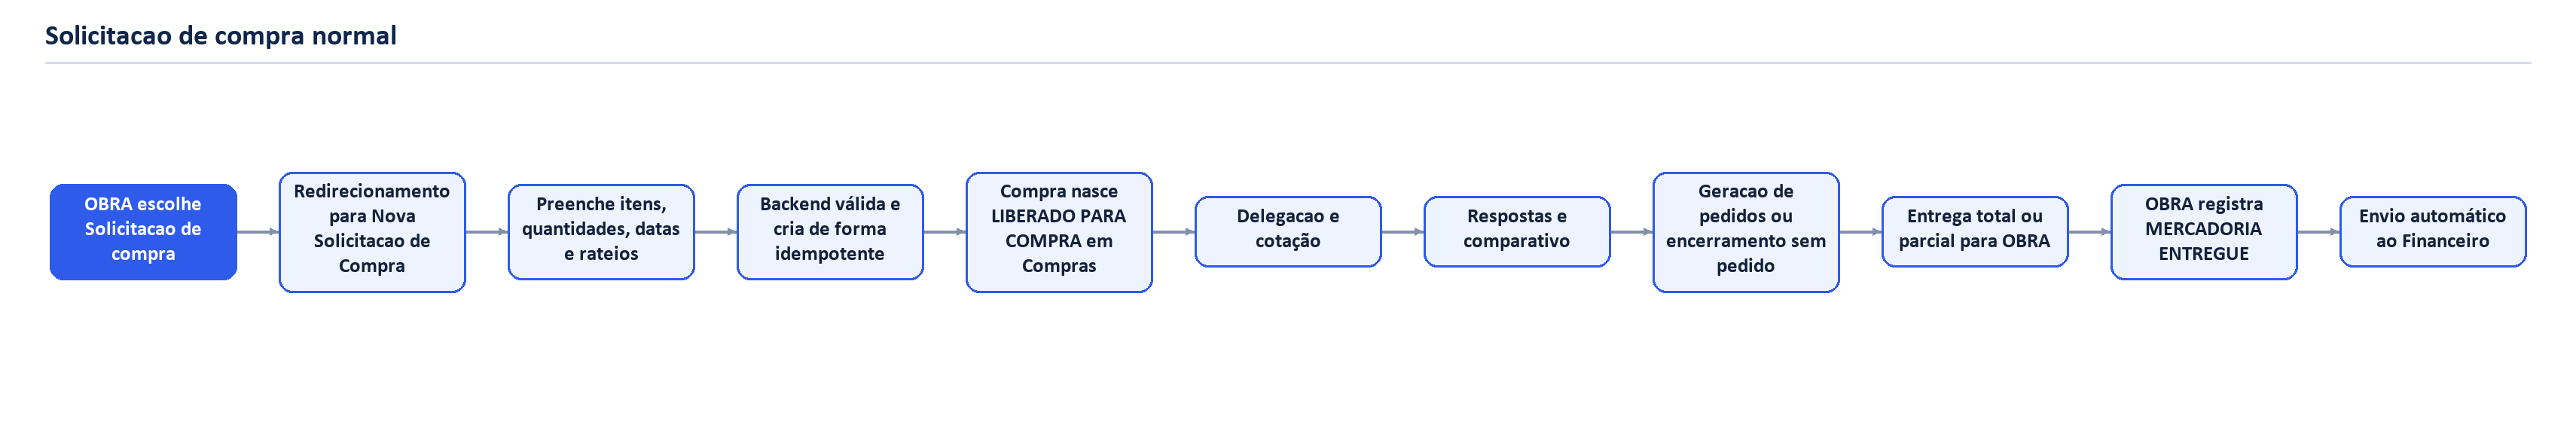 Solicitacao de compra normal
OBRA escolhe
Solicitacao de
compra
Redirecionamento
para Nova
Solicitacao de
Compra
Preenche itens,
quantidades, datas
e rateios
Backend válida e
cria de forma
idempotente
Compra nasce
LIBERADO PARA
COMPRA em
Compras
Delegacao e
cotação
Respostas e
comparativo
Geracao de
pedidos ou
encerramento sem
pedido
Entrega total ou
parcial para OBRA
OBRA registra
MERCADORIA
ENTREGUE
Envio automático
ao Financeiro